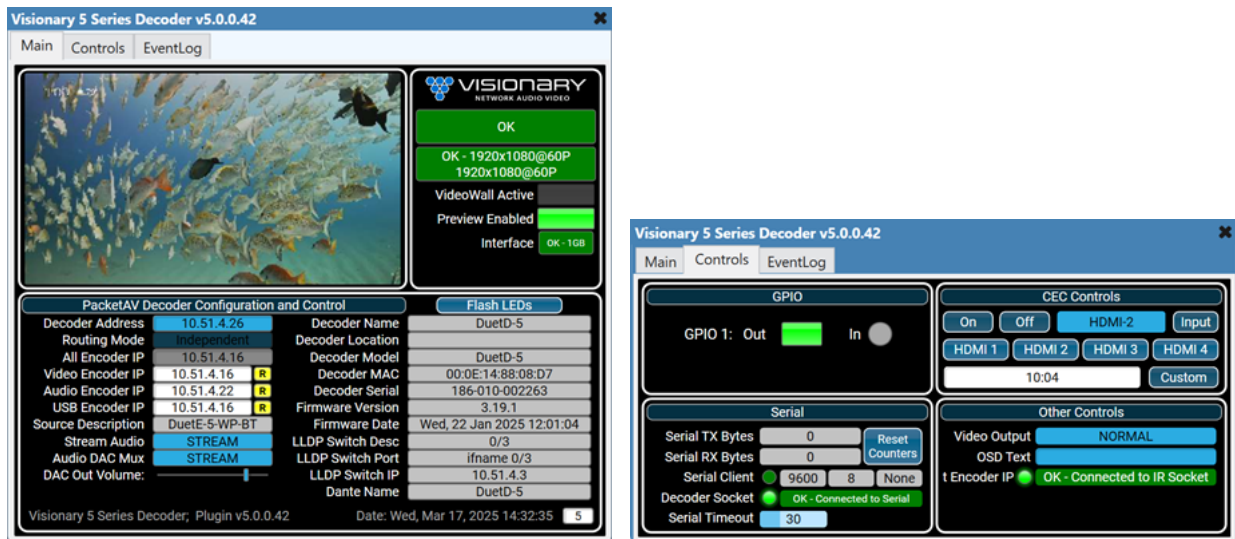 Visionary 5 Series Decoder v5.0.0.42
Main Controls EventLog
VISIONARY
NETWORK AUDIO VIDEO
OK
OK - 1920x1080@60P
1920x1080@60P
VideoWall Active
Preview Enabled
Interface OK - 1GB
PacketAV Decoder Configuration and Control Flash LEDs
Decoder Address 10.51.4.26 Decoder Name DuetD-5
Routing Mode Independent Decoder Location
All Encoder IP 10.51.4.16 Decoder Model DuetD-5
Video Encoder IP 10.51.4.16 R Decoder MAC 00:0E:14:88:08:D7
Audio Encoder IP 10.51.4.22 R Decoder Serial 186-010-002263
USB Encoder IP 10.51.4.16 R Firmware Version 3.19.1
Source Description DuetE-5-WP-BT Firmware Date Wed, 22 Jan 2025 12:01:04
Stream Audio STREAM LLDP Switch Desc 0/3
Audio DAC Mux STREAM LLDP Switch Port ifname 0/3
DAC Out Volume: LLDP Switch IP 10.51.4.3
Dante Name DuetD-5
Visionary 5 Series Decoder; Plugin v5.0.0.42 Date: Wed, Mar 17, 2025 14:32:35 5
Visionary 5 Series Decoder v5.0.0.42
Main Controls EventLog
GPIO
GPIO 1: Out In
CEC Controls
On Off HDMI-2 Input
HDMI 1 HDMI 2 HDMI 3 HDMI 4
10:04 Custom
Serial
Serial TX Bytes 0 Reset Counters
Serial RX Bytes 0
Serial Client 9600 8 None
Decoder Socket OK - Connected to Serial
Serial Timeout 30
Other Controls
Video Output NORMAL
OSD Text
t Encoder IP OK - Connected to IR Socket